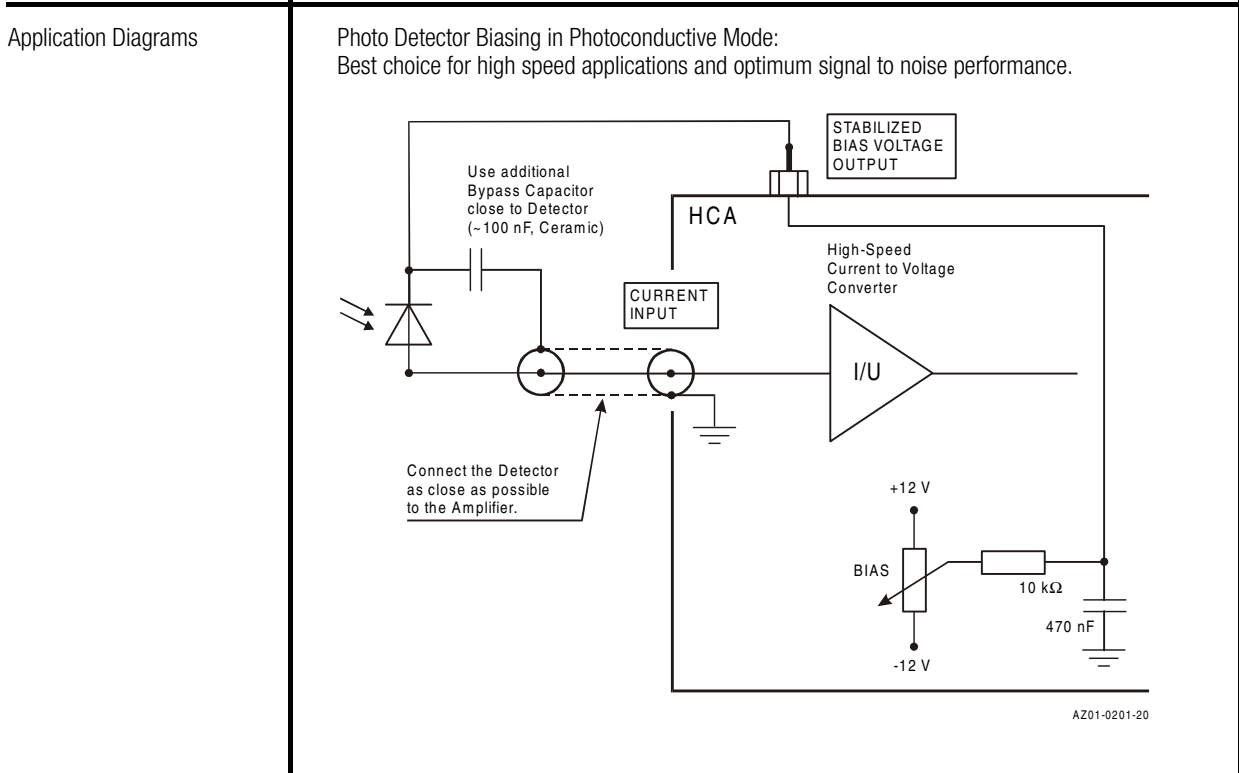 Application Diagrams
Photo Detector Biasing in Photoconductive Mode:
Best choice for high speed applications and optimum signal to noise performance.
STABILIZED
BIAS VOLTAGE
OUTPUT
Use additional
Bypass Capacitor
close to Detector
(~100 nF, Ceramic)
HCA
High-Speed
Current to Voltage
Converter
CURRENT
INPUT
I/U
Connect the Detector
as close as possible
to the Amplifier.
+12 V
BIAS
10 kΩ
470 nF
-12 V
AZ01-0201-20